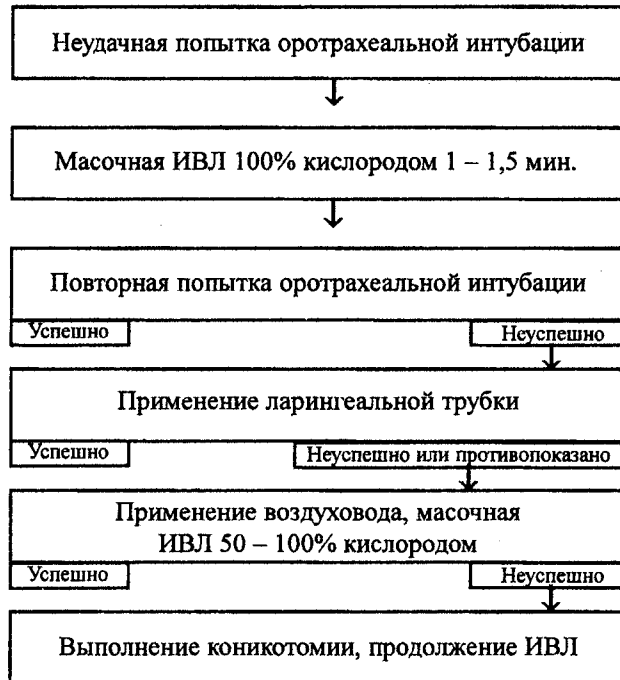 Неудачная попытка оротрахеальной интубации
Масочная ИВЛ 100% кислородом 1 – 1,5 мин.
Повторная попытка оротрахеальной интубации
Успешно
Неуспешно
Применение ларингеальной трубки
Успешно
Неуспешно или противопоказано
Применение воздуховода, масочная
ИВЛ 50 – 100% кислородом
Успешно
Неуспешно
Выполнение коникотомии, продолжение ИВЛ